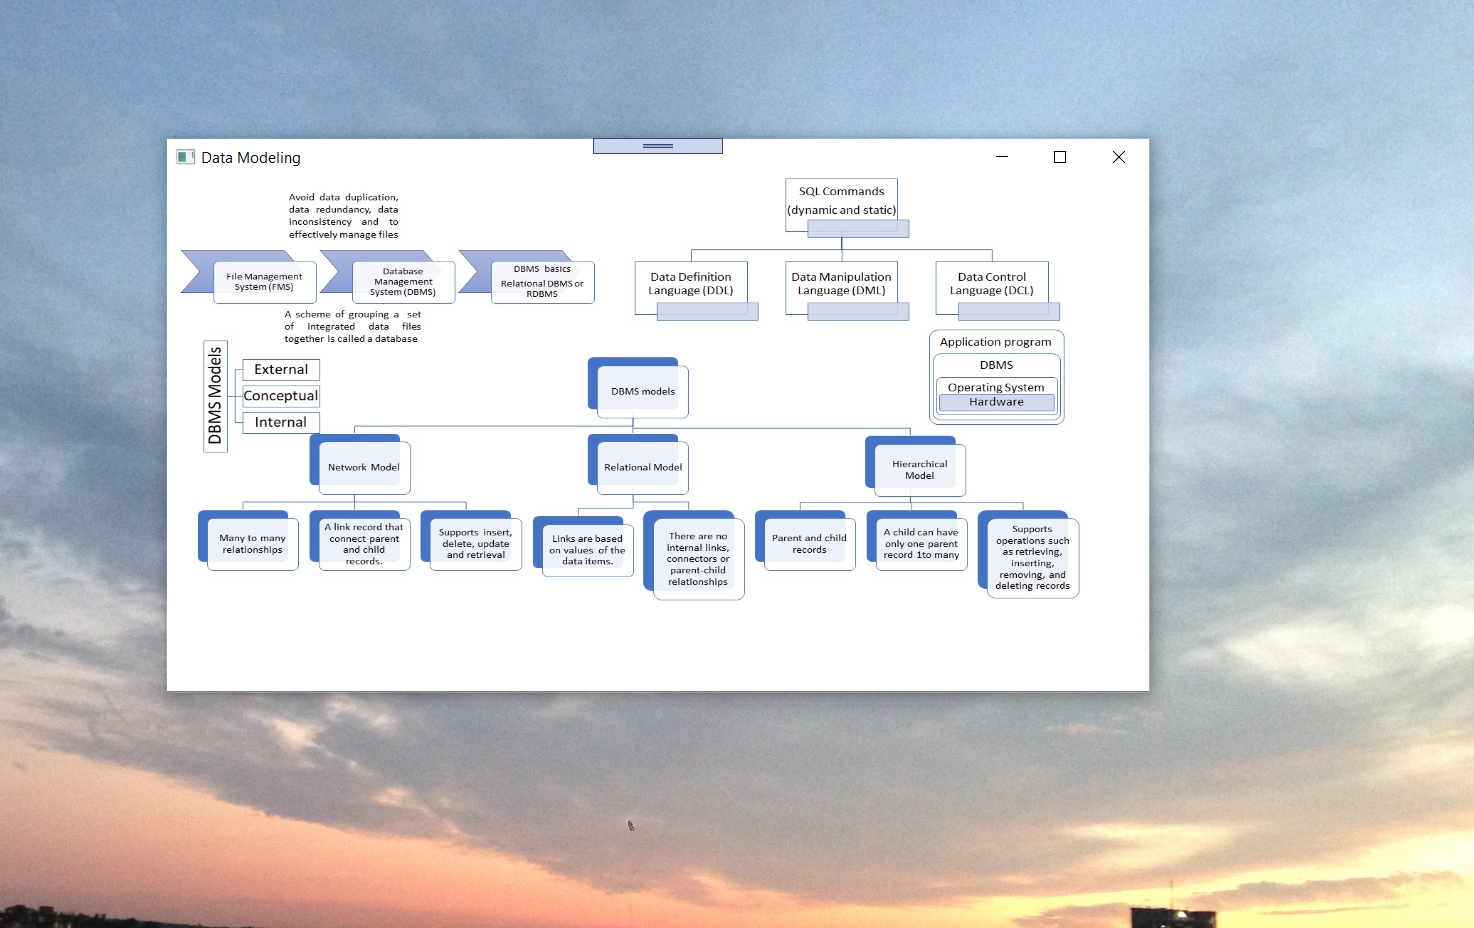 Data Modeling
Avoid data duplication,
data redundancy, data
inconsistency and to
effectively manage files
File Management
System (FMS)
Database
Management
System (DBMS)
DBMS basics
Relational DBMS or
RDBMS
A scheme of grouping a set
of integrated data files
together is called a database
SQL Commands
(dynamic and static)
Data Definition
Language (DDL)
Data Manipulation
Language (DML)
Data Control
Language (DCL)
Application program
DBMS
Operating System
Hardware
DBMS Models
External
Conceptual
Internal
DBMS models
Network Model
Relational Model
Hierarchical
Model
Many to many
relationships
A link record that
connect parent
and child
records.
Supports insert,
delete, update
and retrieval
Links are based
on values of the
data items.
There are no
internal links,
connectors or
parent-child
relationships
Parent and child
records
A child can have
only one parent
record 1to many
Supports
operations such
as retrieving,
inserting,
removing, and
deleting records